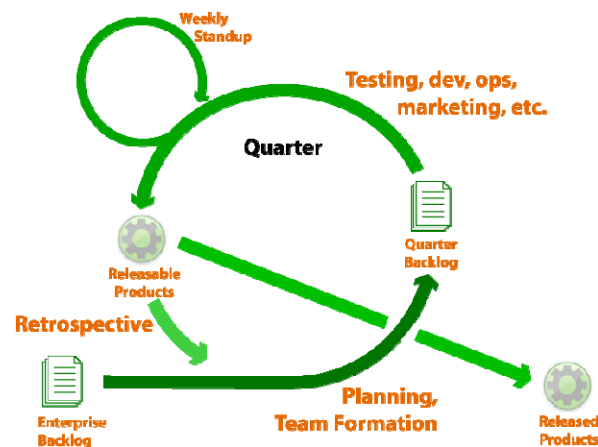 Weekly
Standup
Testing, dev, ops,
marketing, etc.
Quarter
Quarter
Backlog
Releasable
Products
Retrospective
Enterprise
Backlog
Planning,
Team Formation
Released
Products